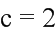 c = 2